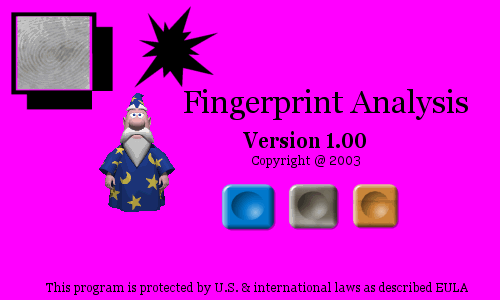 Fingerprint Analysis
Version 1.00
Copyright @ 2003
This program is protected by U.S. & international laws as described EULA